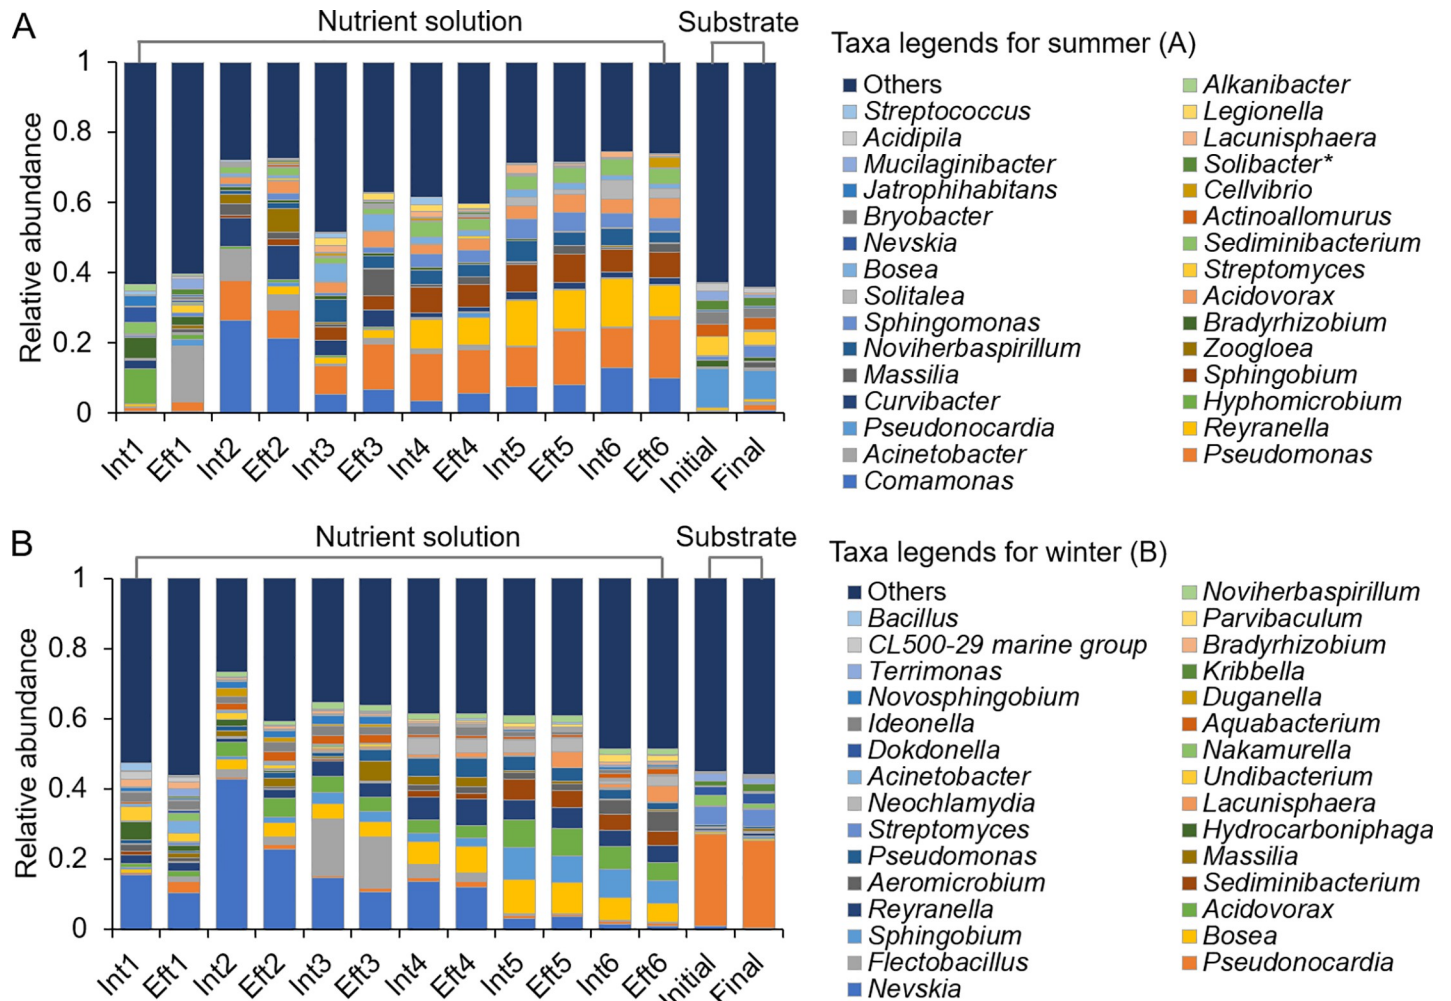 A
Nutrient solution
Substrate
Relative abundance
1
0.8
0.6
0.4
0.2
0
Int1
Eft1
Int2
Eft2
Int3
Eft3
Int4
Eft4
Int5
Eft5
Int6
Eft6
Initial
Final
Taxa legends for summer (A)
Others
Streptococcus
Acidipila
Mucilaginibacter
Jatrophihabitans
Bryobacter
Nevskia
Bosea
Solitalea
Sphingomonas
Noviherbaspirillum
Massilia
Curvibacter
Pseudonocardia
Acinetobacter
Comamonas
Alkanibacter
Legionella
Lacunisphaera
Solibacter*
Cellvibrio
Actinoallomurus
Sediminibacterium
Streptomyces
Acidovorax
Bradyrhizobium
Zoogloea
Sphingobium
Hyphomicrobium
Reyranella
Pseudomonas
B
Nutrient solution
Substrate
Relative abundance
1
0.8
0.6
0.4
0.2
0
Int1
Eft1
Int2
Eft2
Int3
Eft3
Int4
Eft4
Int5
Eft5
Int6
Eft6
Initial
Final
Taxa legends for winter (B)
Others
Bacillus
CL500-29 marine group
Terrimonas
Novosphingobium
Ideonella
Dokdonella
Acinetobacter
Neochlamydia
Streptomyces
Pseudomonas
Aeromicrobium
Reyranella
Sphingobium
Flectobacillus
Nevskia
Noviherbaspirillum
Parvibaculum
Bradyrhizobium
Kribbella
Duganella
Aquabacterium
Nakamurella
Undibacterium
Lacunisphaera
Hydrocarboniphaga
Massilia
Sediminibacterium
Acidovorax
Bosea
Pseudonocardia